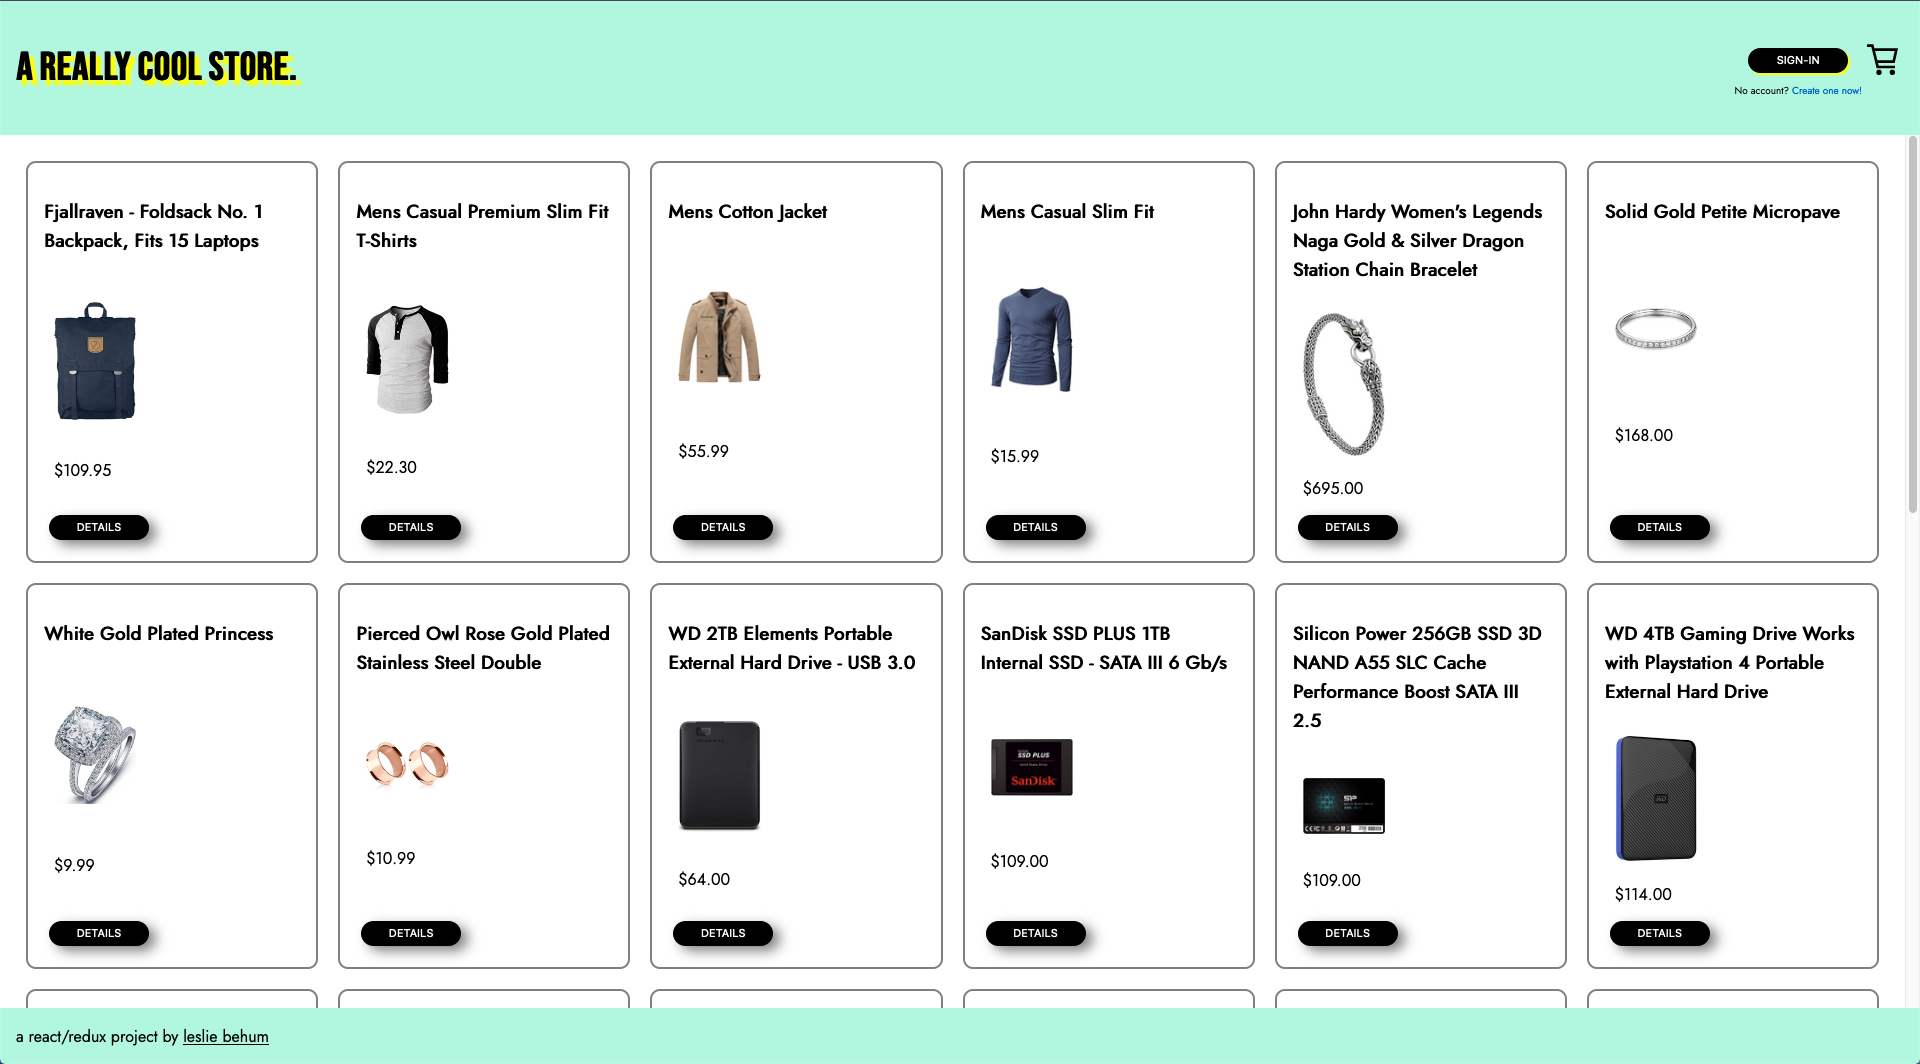 A REALLY COOL STORE.
SIGN-IN
No account? Create one now!
Fjallraven - Foldsack No. 1
Backpack, Fits 15 Laptops
$109.95
DETAILS
Mens Casual Premium Slim Fit
T-Shirts
$22.30
DETAILS
Mens Cotton Jacket
$55.99
DETAILS
Mens Casual Slim Fit
$15.99
DETAILS
John Hardy Women's Legends
Naga Gold & Silver Dragon
Station Chain Bracelet
$695.00
DETAILS
Solid Gold Petite Micropave
$168.00
DETAILS
White Gold Plated Princess
$9.99
DETAILS
Pierced Owl Rose Gold Plated
Stainless Steel Double
$10.99
DETAILS
WD 2TB Elements Portable
External Hard Drive - USB 3.0
$64.00
DETAILS
SanDisk SSD PLUS 1TB
Internal SSD - SATA III 6 Gb/s
SSD PLUS
SanDisk
$109.00
DETAILS
Silicon Power 256GB SSD 3D
NAND A55 SLC Cache
Performance Boost SATA III
2.5
SP
$109.00
DETAILS
WD 4TB Gaming Drive Works
with Playstation 4 Portable
External Hard Drive
WD
$114.00
DETAILS
a react/redux project by leslie behum